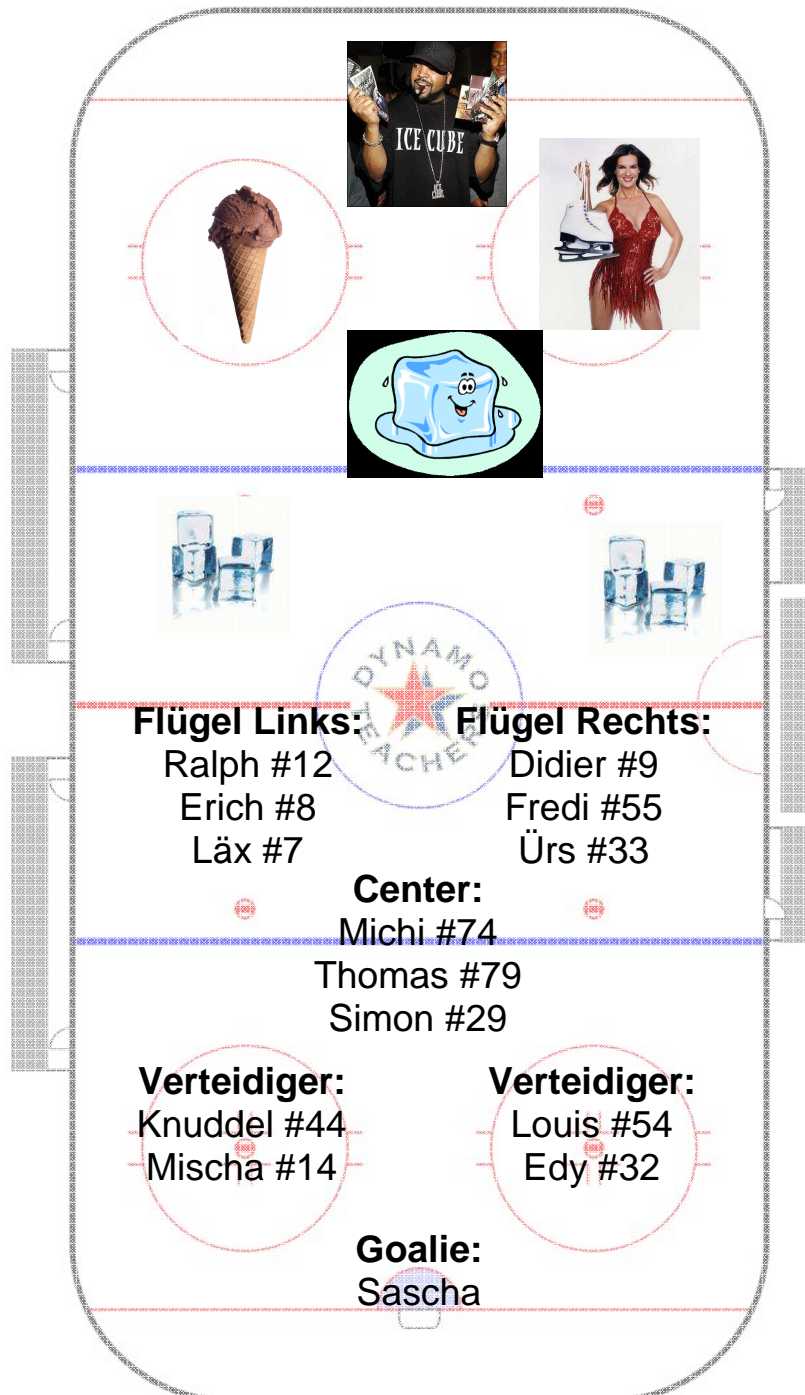 ICE CUBE
DYNAMO
TEACHERS
Flügel Links:
Ralph #12
Erich #8
Läx #7
Flügel Rechts:
Didier #9
Fredi #55
Ürs #33
Center:
Michi #74
Thomas #79
Simon #29
Verteidiger:
Knuddel #44
Mischa #14
Verteidiger:
Louis #54
Edy #32
Goalie:
Sascha